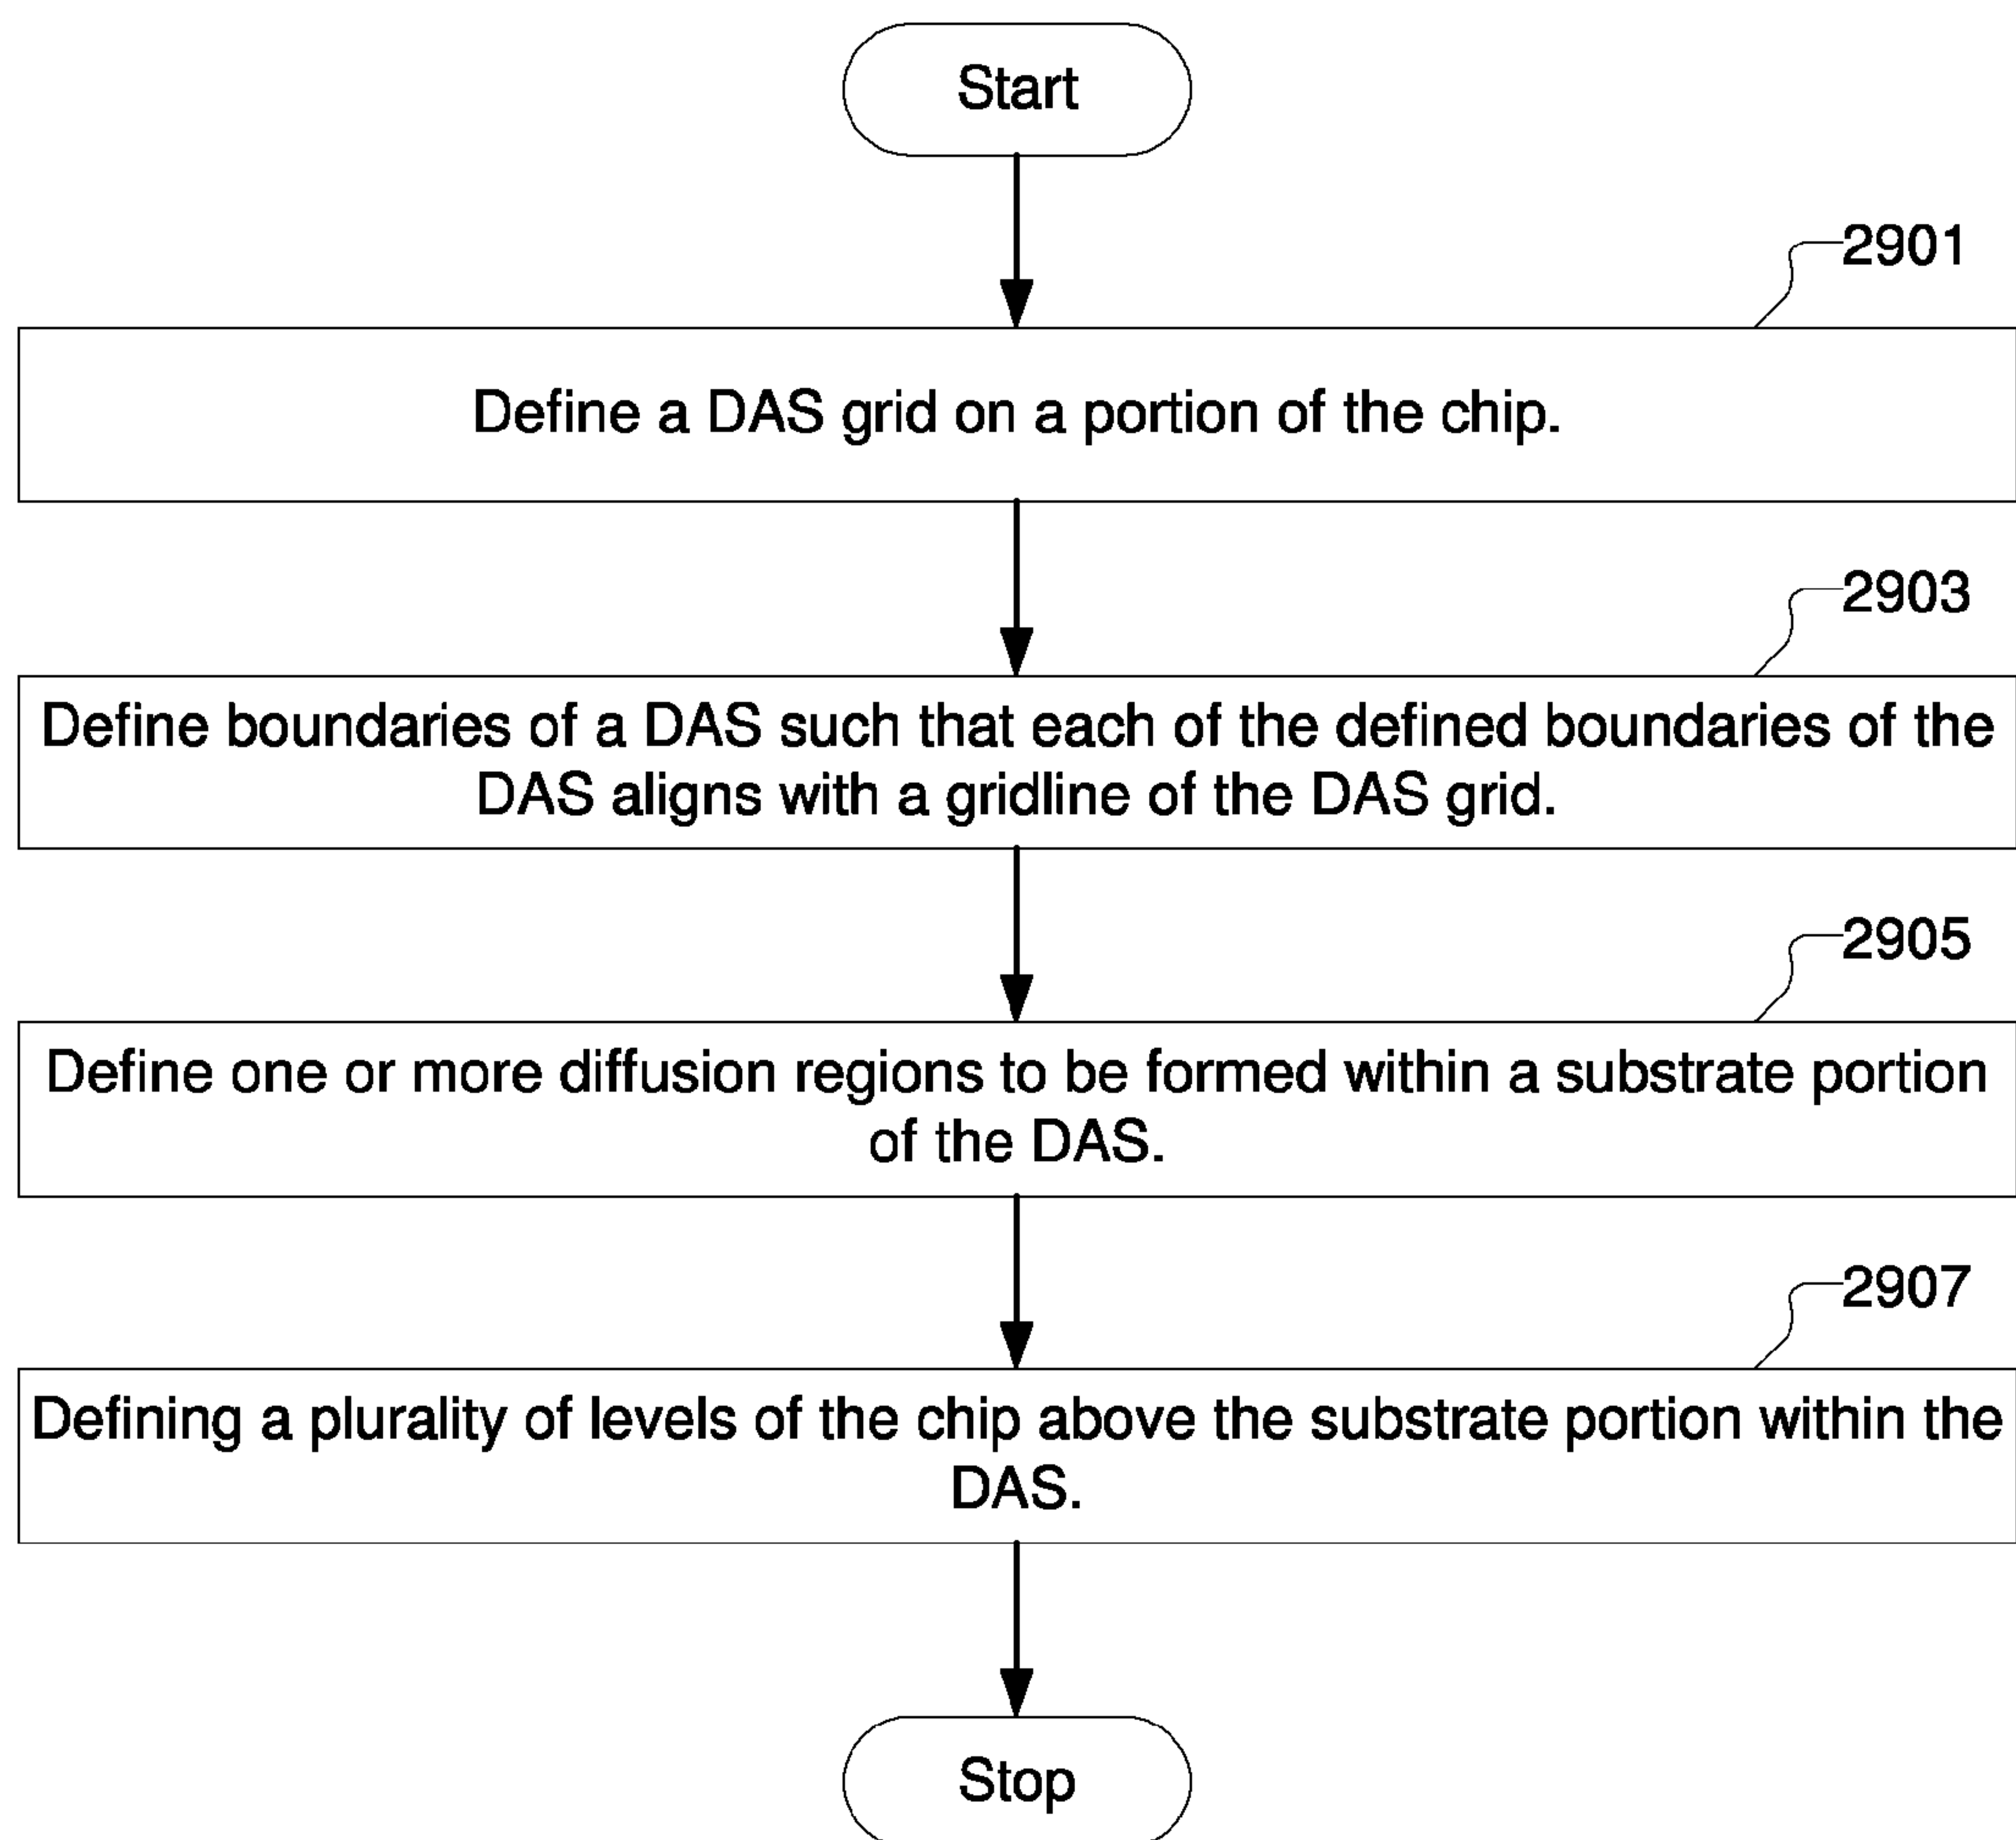 Start
2901
Define a DAS grid on a portion of the chip.
2903
Define boundaries of a DAS such that each of the defined boundaries of the
DAS aligns with a gridline of the DAS grid.
2905
Define one or more diffusion regions to be formed within a substrate portion
of the DAS.
2907
Defining a plurality of levels of the chip above the substrate portion within the
DAS.
Stop